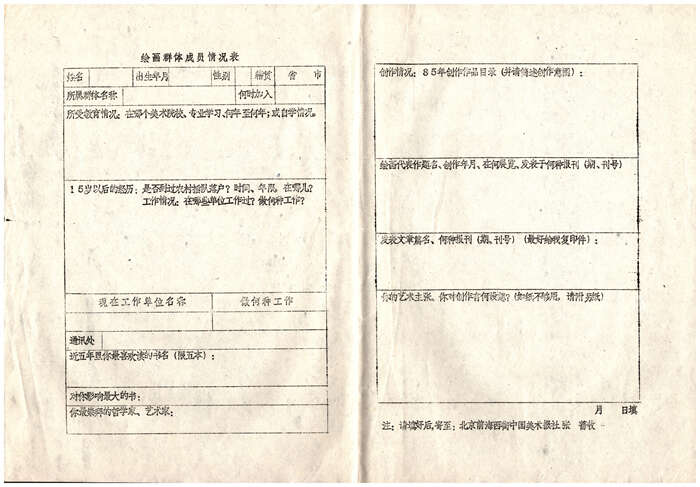 绘画群体成员情况表
姓名 出生年月 性别 籍贯 省 市
所属群体名称 何时加入
所受教育情况：在哪个美术院校、专业学习、何年至何年；或自学情况。
15岁以后的经历：是否到过农村插队落户？时间、年限，在哪儿？
工作情况：在哪些单位工作过？做何种工作？
现在工作单位名称 做何种工作
通讯处
近五年里你最喜欢读的书名（限五本）：
对你影响最大的书：
你最崇拜的哲学家、艺术家：
创作情况：85年创作作品目录（并请简述创作意图）：
绘画代表作题名、创作年月、在何展览、发表于何种报刊（期、刊号）
发表文章篇名、何种报刊（期、刊号）（最好给我复印件）：
你的艺术主张，你对创作有何设想？（如纸不够用，请附另纸）
月 日填
注：请填好后，寄至：北京前海西街中国美术报社 张 蔷收